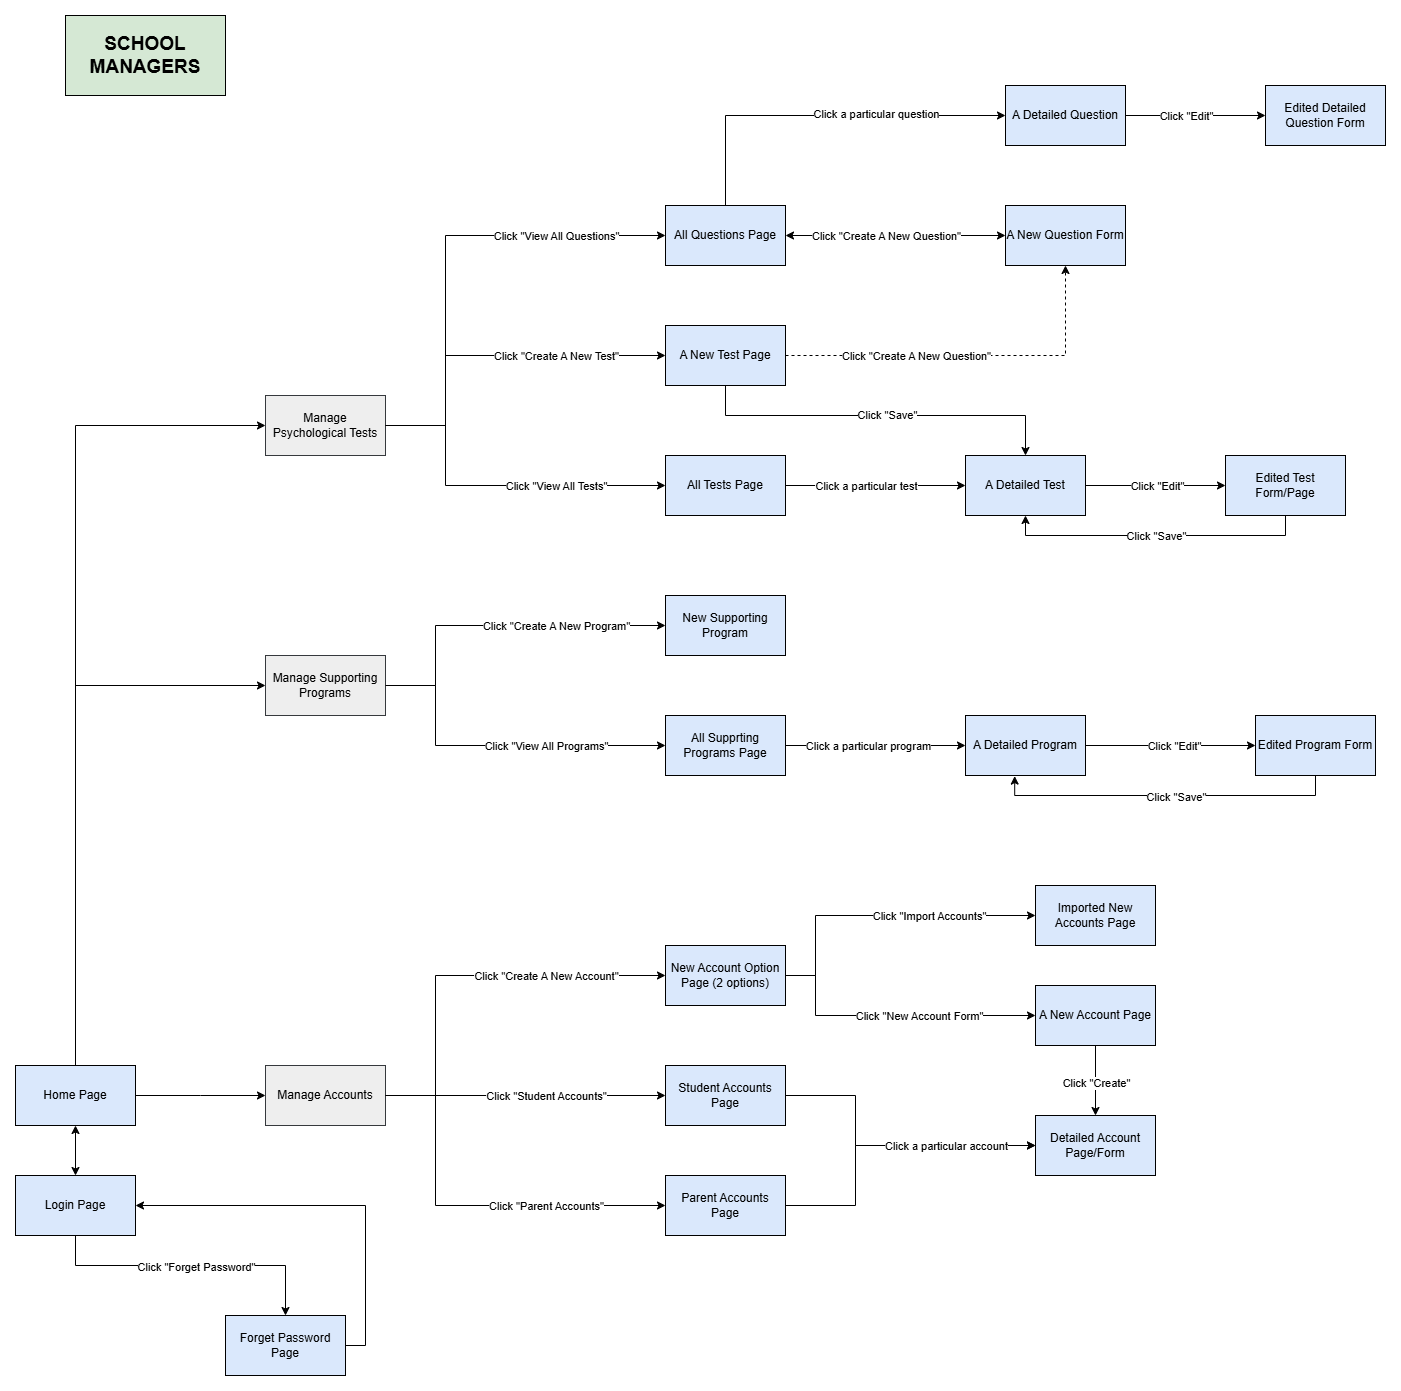 SCHOOL
MANAGERS
Click a particular question
A Detailed Question
Click "Edit"
Edited Detailed
Question Form
Click "View All Questions"
All Questions Page
Click "Create A New Question"
A New Question Form
Click "Create A New Test"
A New Test Page
Click "Create A New Question"
Manage
Psychological Tests
Click "Save"
Click "View All Tests"
All Tests Page
Click a particular test
A Detailed Test
Click "Edit"
Edited Test
Form/Page
Click "Save"
Click "Create A New Program"
New Supporting
Program
Manage Supporting
Programs
Click "View All Programs"
All Supprting
Programs Page
Click a particular program
A Detailed Program
Click "Edit"
Edited Program Form
Click "Save"
Click "Import Accounts"
Imported New
Accounts Page
Click "Create A New Account"
New Account Option
Page (2 options)
Click "New Account Form"
A New Account Page
Click "Create"
Home Page
Manage Accounts
Click "Student Accounts"
Student Accounts
Page
Click a particular account
Detailed Account
Page/Form
Login Page
Click "Parent Accounts"
Parent Accounts
Page
Click "Forget Password"
Forget Password
Page